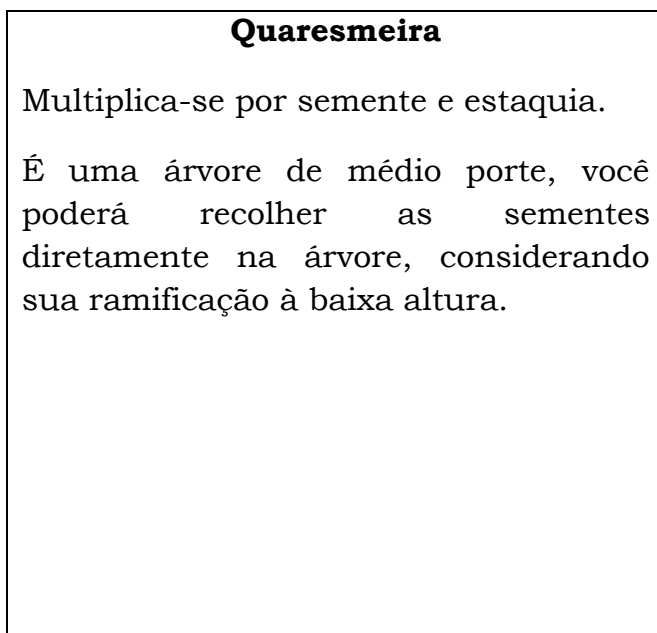 Quaresmeira
Multiplica-se por semente e estaquia.
É uma árvore de médio porte, você
poderá recolher as sementes
diretamente na árvore, considerando
sua ramificação à baixa altura.